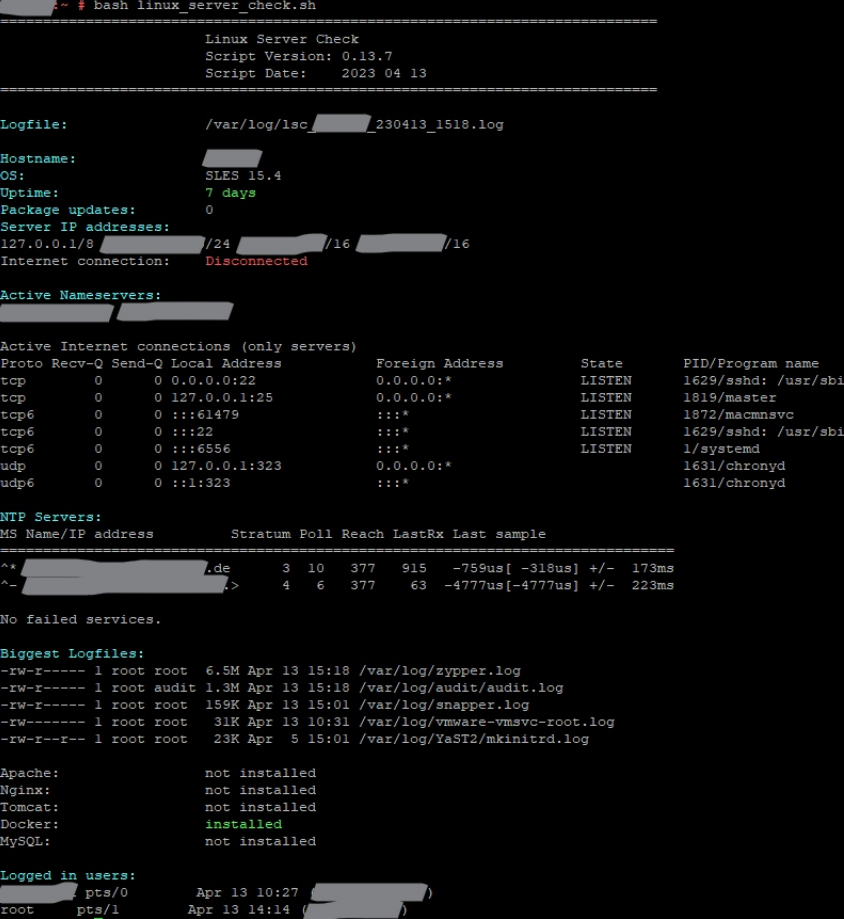 :~ # bash linux_server_check.sh
=============================================================================
Linux Server Check
Script Version: 0.13.7
Script Date:    2023 04 13
=============================================================================
Logfile:                /var/log/lsc_ _230413_1518.log
Hostname:
OS:                     SLES 15.4
Uptime:                 7 days
Package updates:        0
Server IP addresses:
127.0.0.1/8 /24 /16 /16
Internet connection:    Disconnected
Active Nameservers:
Active Internet connections (only servers)
Proto Recv-Q Send-Q Local Address           Foreign Address         State       PID/Program name
tcp        0      0 0.0.0.0:22              0.0.0.0:*               LISTEN      1629/sshd: /usr/sbi
tcp        0      0 127.0.0.1:25            0.0.0.0:*               LISTEN      1819/master
tcp6       0      0 :::61479                :::*                    LISTEN      1872/macmnsvc
tcp6       0      0 :::22                   :::*                    LISTEN      1629/sshd: /usr/sbi
tcp6       0      0 :::6556                 :::*                    LISTEN      1/systemd
udp        0      0 127.0.0.1:323           0.0.0.0:*                           1631/chronyd
udp6       0      0 ::1:323                 :::*                                1631/chronyd
NTP Servers:
MS Name/IP address         Stratum Poll Reach LastRx Last sample
===============================================================================
^* .de      3  10   377   915   -759us[ -318us] +/-  173ms
^- .>     4   6   377    63  -4777us[-4777us] +/-  223ms
No failed services.
Biggest Logfiles:
-rw-r----- 1 root root  6.5M Apr 13 15:18 /var/log/zypper.log
-rw-r----- 1 root audit 1.3M Apr 13 15:18 /var/log/audit/audit.log
-rw-r----- 1 root root  159K Apr 13 15:01 /var/log/snapper.log
-rw------- 1 root root   31K Apr 13 10:31 /var/log/vmware-vmsvc-root.log
-rw-r--r-- 1 root root   23K Apr  5 15:01 /var/log/YaST2/mkinitrd.log
Apache:                 not installed
Nginx:                  not installed
Tomcat:                 not installed
Docker:                 installed
MySQL:                  not installed
Logged in users:
pts/0        Apr 13 10:27 ( )
root     pts/1        Apr 13 14:14 ( )